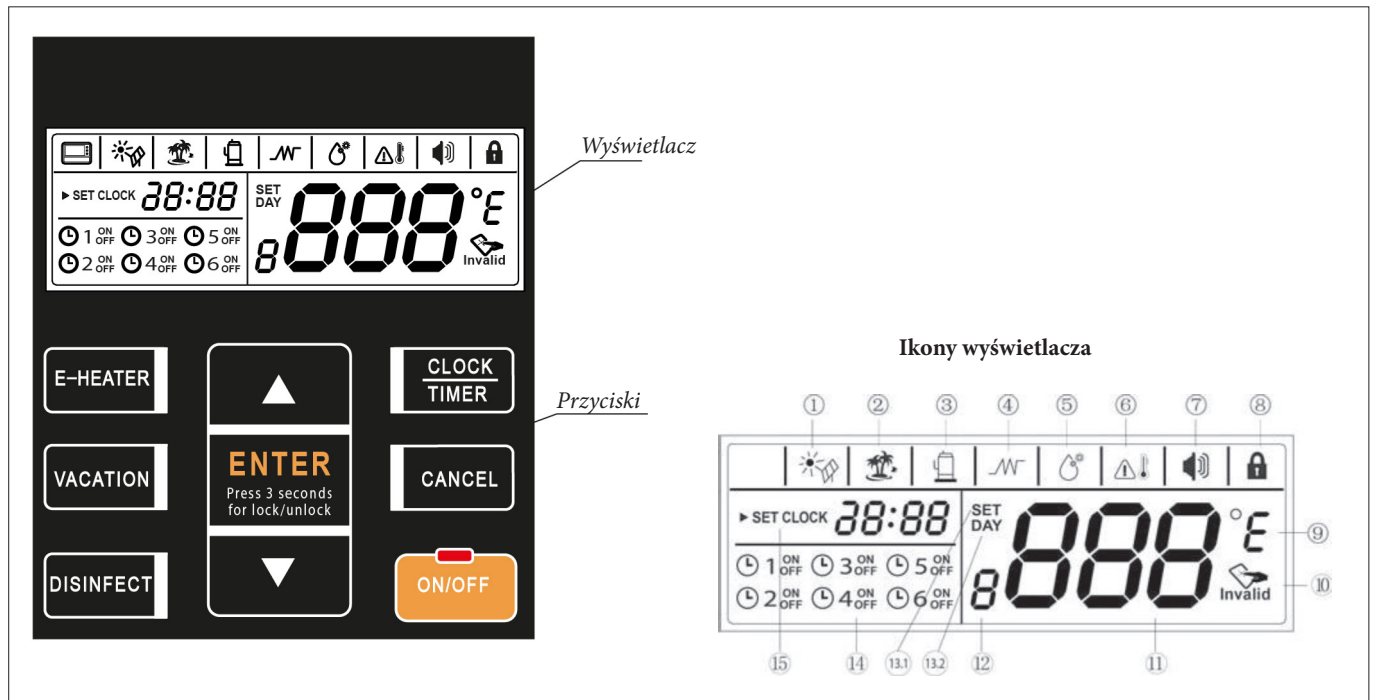 Wyświetlacz
▶ SET CLOCK 88:88
SET
DAY
8
888
°E
Invalid
1 ON OFF 3 ON OFF 5 ON OFF
2 ON OFF 4 ON OFF 6 ON OFF
Przyciski
E-HEATER
VACATION
DISINFECT
▲
ENTER
Press 3 seconds
for lock/unlock
▼
CLOCK
TIMER
CANCEL
ON/OFF
Ikony wyświetlacza
① ② ③ ④ ⑤ ⑥ ⑦ ⑧
▶ SET CLOCK 88:88
SET
DAY
8
888
°E
Invalid
1 ON OFF 3 ON OFF 5 ON OFF
2 ON OFF 4 ON OFF 6 ON OFF
⑨
⑩
⑮ ⑭ 13.1 13.2 ⑫ ⑪